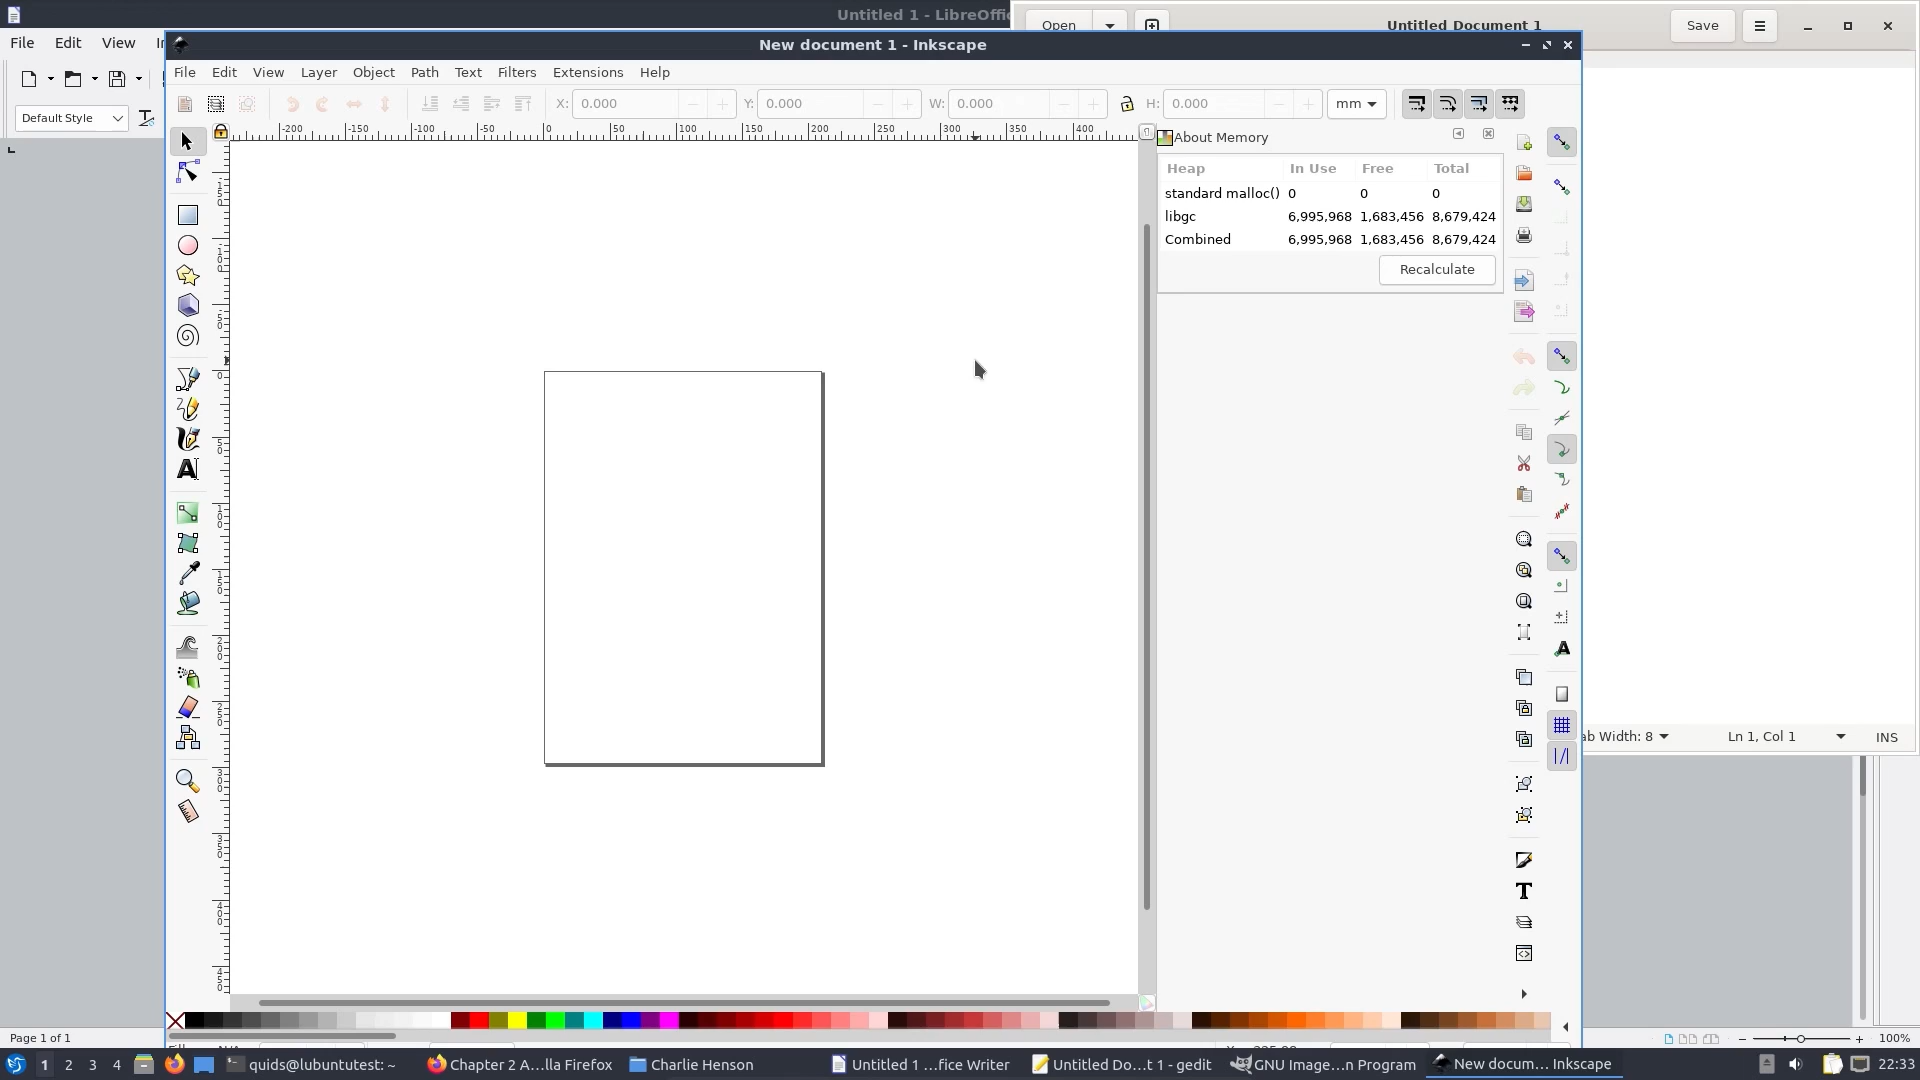 Untitled 1 - LibreOffic
Open
Untitled Document 1
Save
File Edit View
New document 1 - Inkscape
File Edit View Layer Object Path Text Filters Extensions Help
Default Style
X: 0.000 Y: 0.000 W: 0.000 H: 0.000 mm
-200 -150 -100 -50 0 50 100 150 200 250 300 350 400
About Memory
Heap In Use Free Total
standard malloc() 0 0 0
libgc 6,995,968 1,683,456 8,679,424
Combined 6,995,968 1,683,456 8,679,424
Recalculate
ab Width: 8 Ln 1, Col 1 INS
Page 1 of 1
100%
1 2 3 4 quids@lubuntutest: ~ Chapter 2 A...lla Firefox Charlie Henson Untitled 1 ...fice Writer Untitled Do...t 1 - gedit GNU Image...n Program New docum... Inkscape 22:33